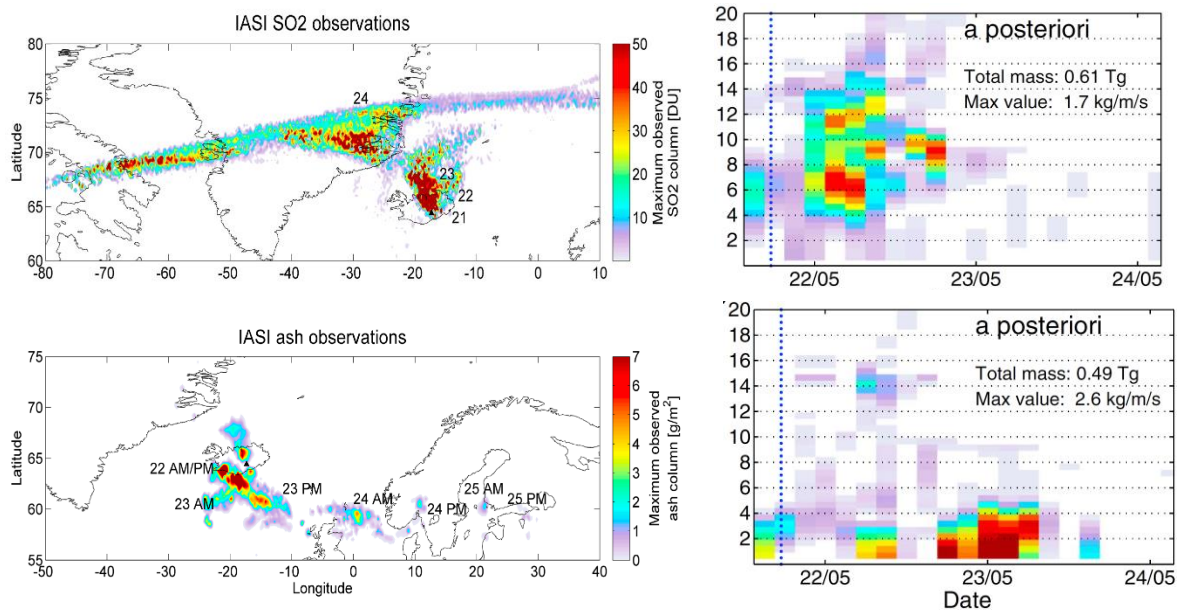 IASI SO2 observations
80
75
70
65
60
Latitude
-80 -70 -60 -50 -40 -30 -20 -10 0 10
24
23
22
21
50
40
30
20
10
0
Maximum observed
SO2 column [DU]
20
18
16
14
12
10
8
6
4
2
a posteriori
Total mass: 0.61 Tg
Max value: 1.7 kg/m/s
22/05 23/05 24/05
IASI ash observations
75
70
65
60
55
Latitude
22 AM/PM
23 AM
23 PM
24 AM
24 PM
25 AM
25 PM
-50 -40 -30 -20 -10 0 10 20 30 40
Longitude
7
6
5
4
3
2
1
0
Maximum observed
ash column [g/m²]
20
18
16
14
12
10
8
6
4
2
a posteriori
Total mass: 0.49 Tg
Max value: 2.6 kg/m/s
22/05 23/05 24/05
Date